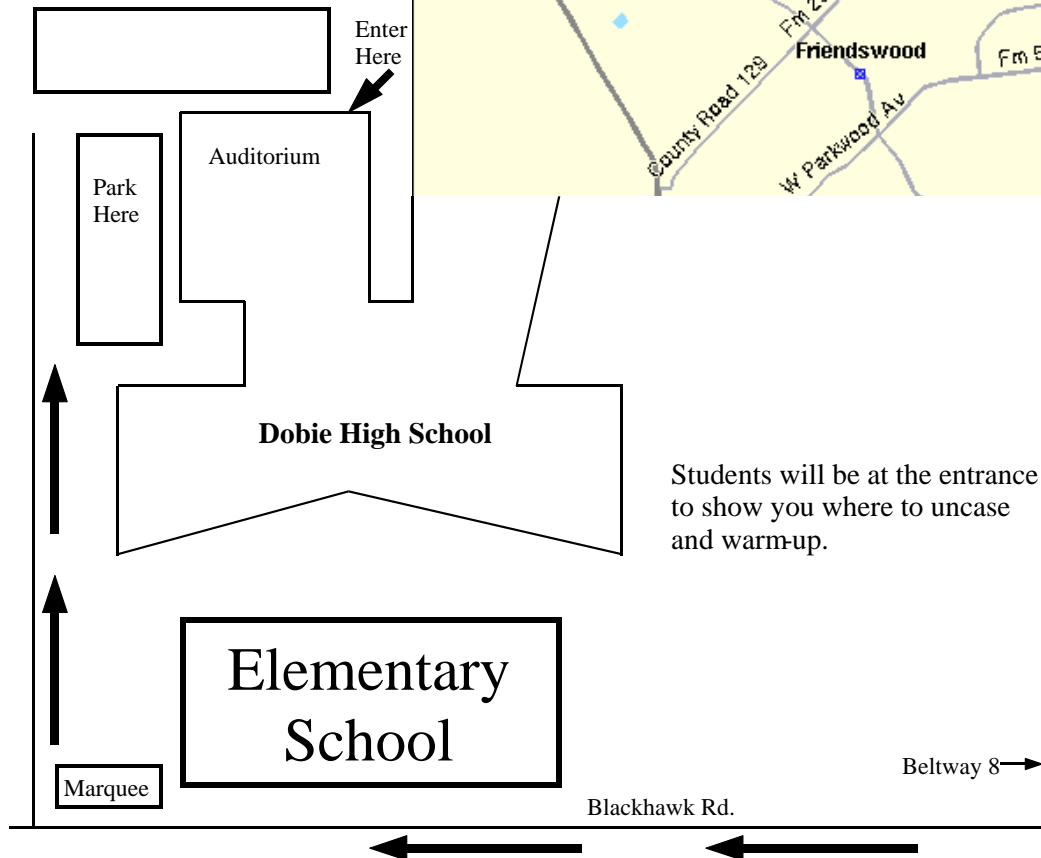 Enter
Here
Fm
Friendswood
Fm
County Road 129
W Parkwood Av
Auditorium
Park
Here
Dobie High School
Students will be at the entrance
to show you where to uncase
and warm-up.
Elementary
School
Beltway 8
Marquee
Blackhawk Rd.